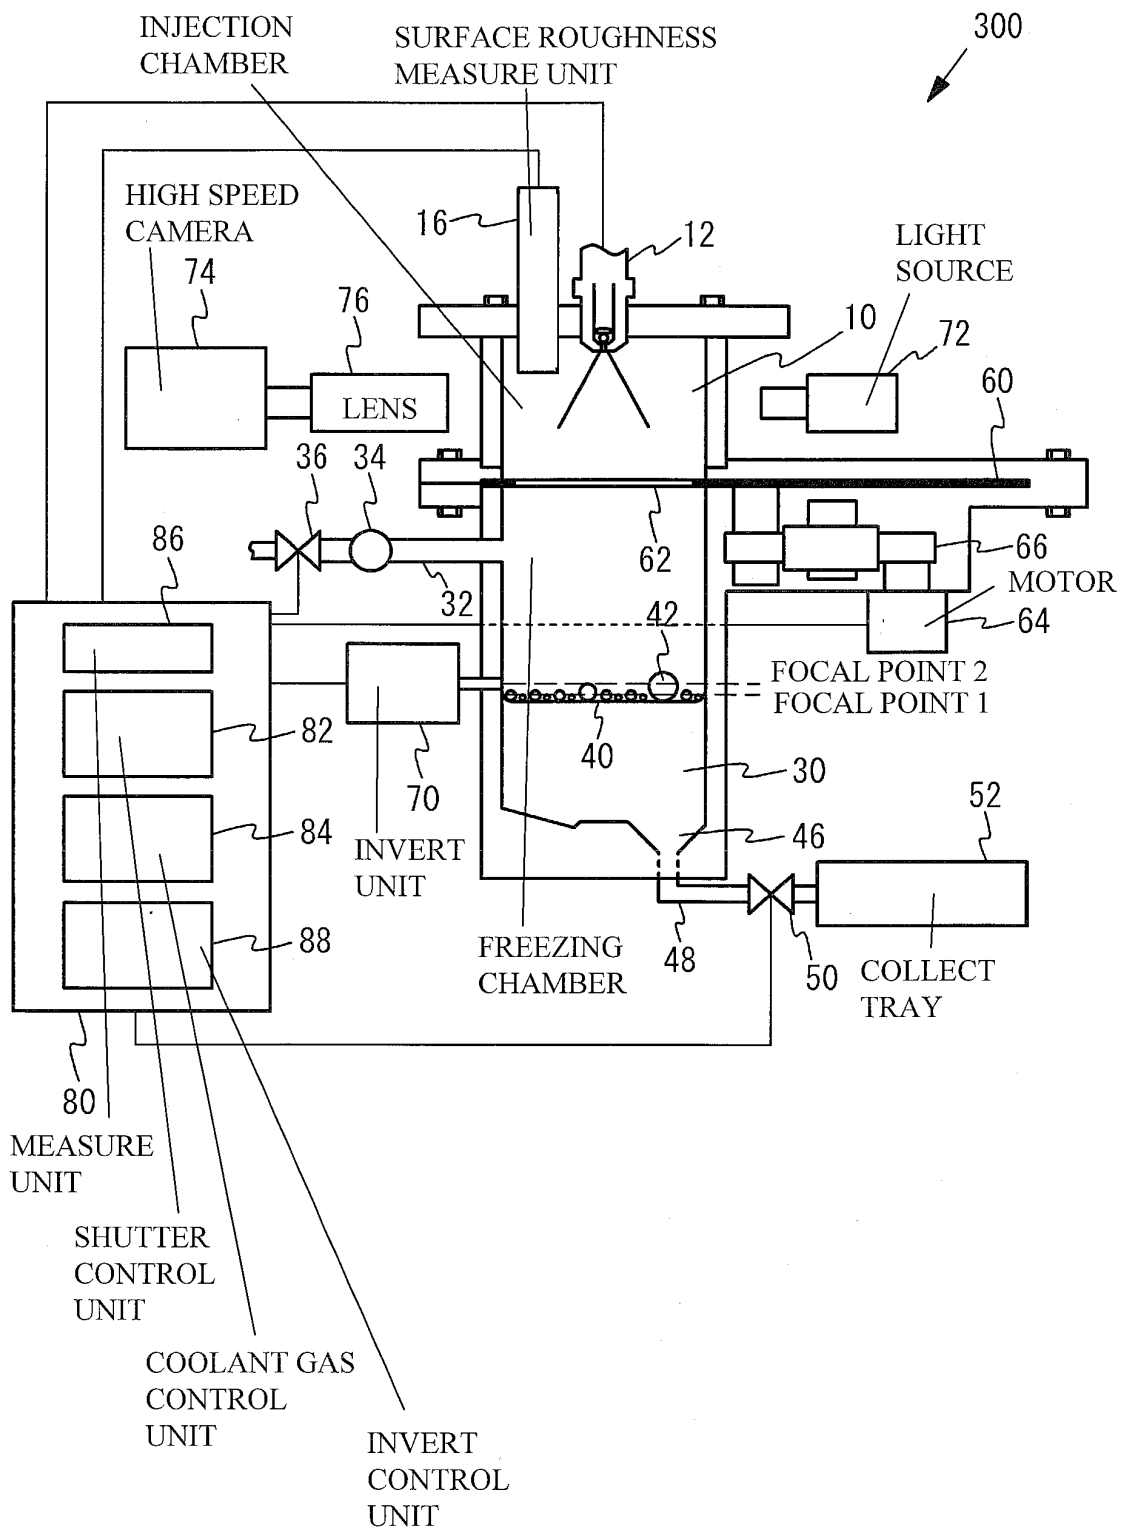 300
INJECTION
CHAMBER
SURFACE ROUGHNESS
MEASURE UNIT
HIGH SPEED
CAMERA
16
12
LIGHT
SOURCE
74
76
10
72
LENS
60
36
34
62
66
86
32
MOTOR
64
42
FOCAL POINT 2
FOCAL POINT 1
82
40
70
30
52
84
INVERT
UNIT
46
88
FREEZING
CHAMBER
48
50
COLLECT
TRAY
80
MEASURE
UNIT
SHUTTER
CONTROL
UNIT
COOLANT GAS
CONTROL
UNIT
INVERT
CONTROL
UNIT